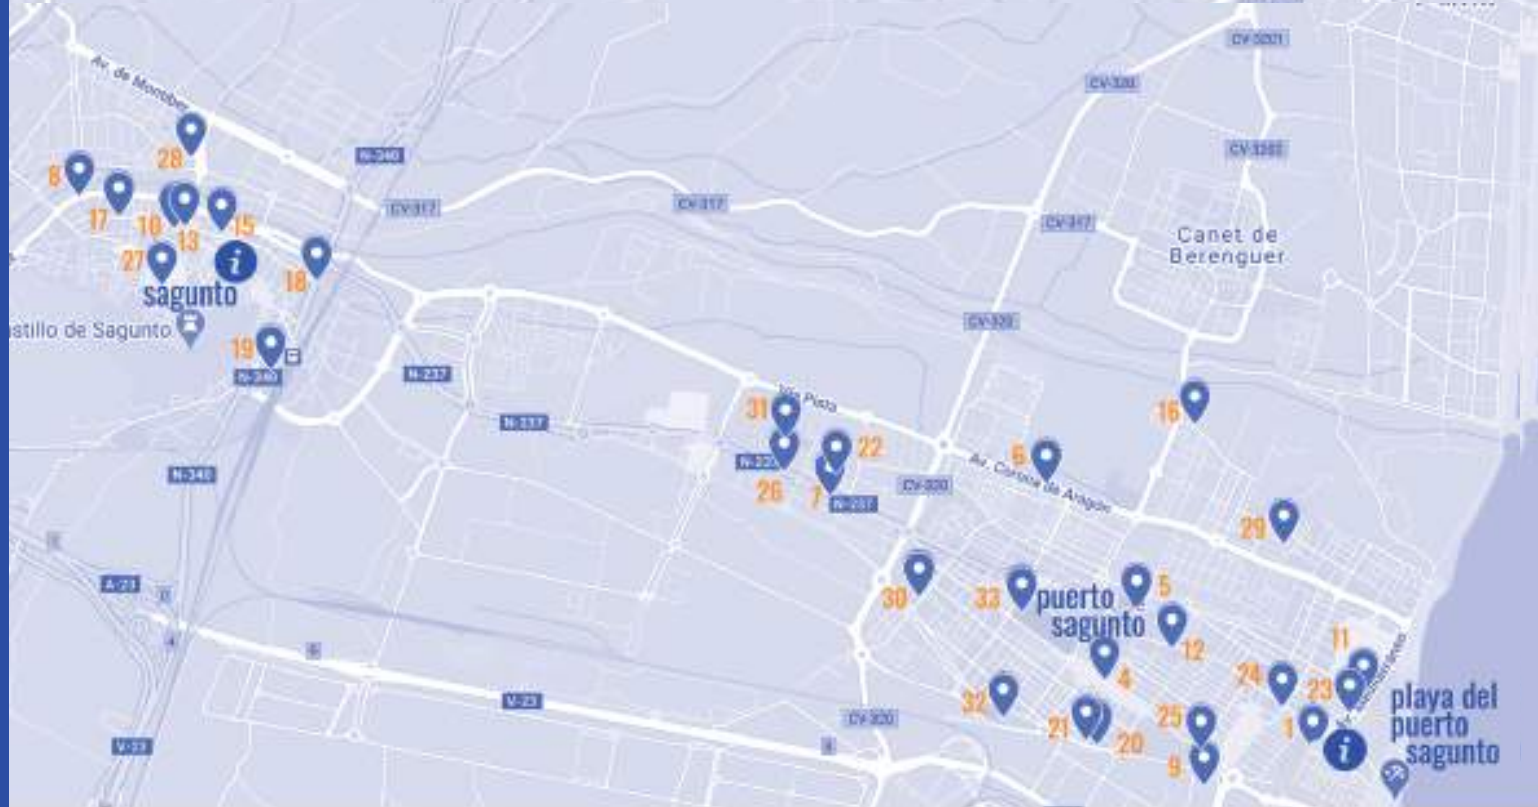 CV-3201
Av. de Montiber
CV-320
28
N-340
CV-3202
8
17
10
15
CV-317
CV-317
13
CV-317
Canet de
Berenguer
27
18
sagunto
CV-320
stillo de Sagunto
19
N-340
N-237
Pista
31
16
N-237
22
6
N-340
26
7
CV-320
Av. Corona de Aragón
N-237
29
A-23
30
33
puerto
sagunto
5
11
12
4
24
23
32
V-23
playa del
puerto
sagunto
CV-320
21
20
25
1
V-23
9